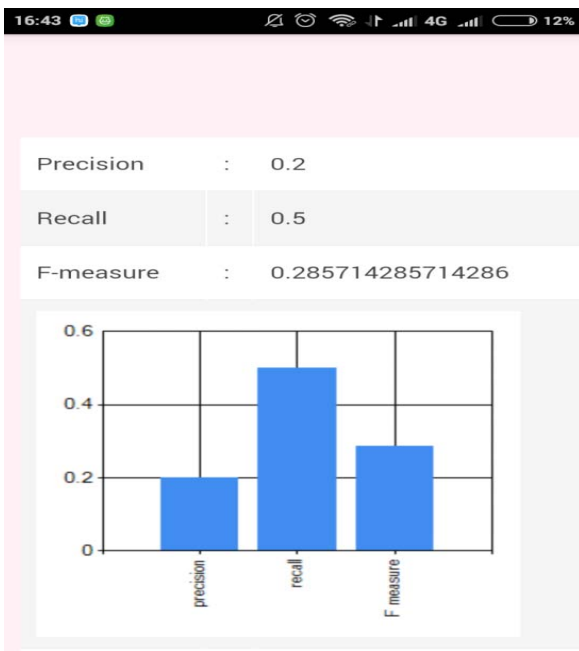 16:43 4G 12%
Precision : 0.2
Recall : 0.5
F-measure : 0.285714285714286
0.6
0.4
0.2
0
precision recall F measure